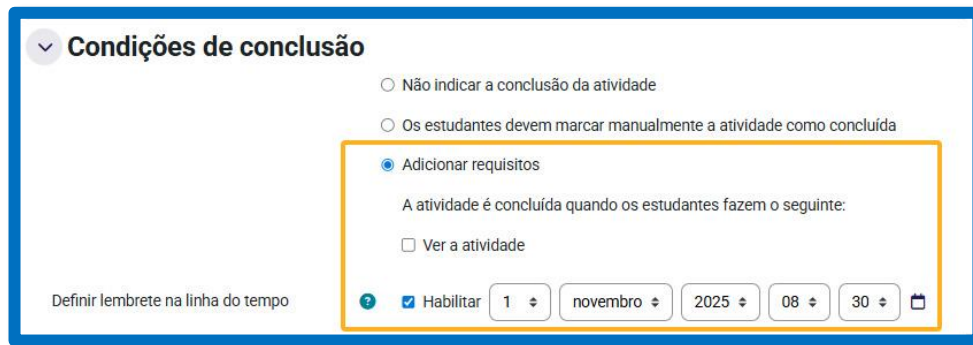 Condições de conclusão
Não indicar a conclusão da atividade
Os estudantes devem marcar manualmente a atividade como concluída
Adicionar requisitos
A atividade é concluída quando os estudantes fazem o seguinte:
Ver a atividade
Definir lembrete na linha do tempo ? Habilitar 1 novembro 2025 08 30